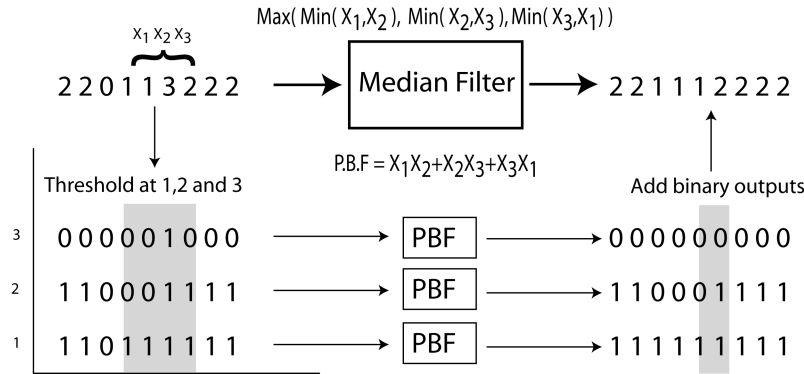 Max( Min( X1,X2 ), Min( X2,X3 ),Min( X3,X1 ) )
X1 X2 X3
2 2 0 1 1 3 2 2 2
Median Filter
2 2 1 1 1 2 2 2 2
P.B.F = X1X2+X2X3+X3X1
Threshold at 1,2 and 3
Add binary outputs
3 0 0 0 0 0 1 0 0 0 PBF 0 0 0 0 0 0 0 0 0
2 1 1 0 0 0 1 1 1 1 PBF 1 1 0 0 0 1 1 1 1
1 1 1 0 1 1 1 1 1 1 PBF 1 1 1 1 1 1 1 1 1